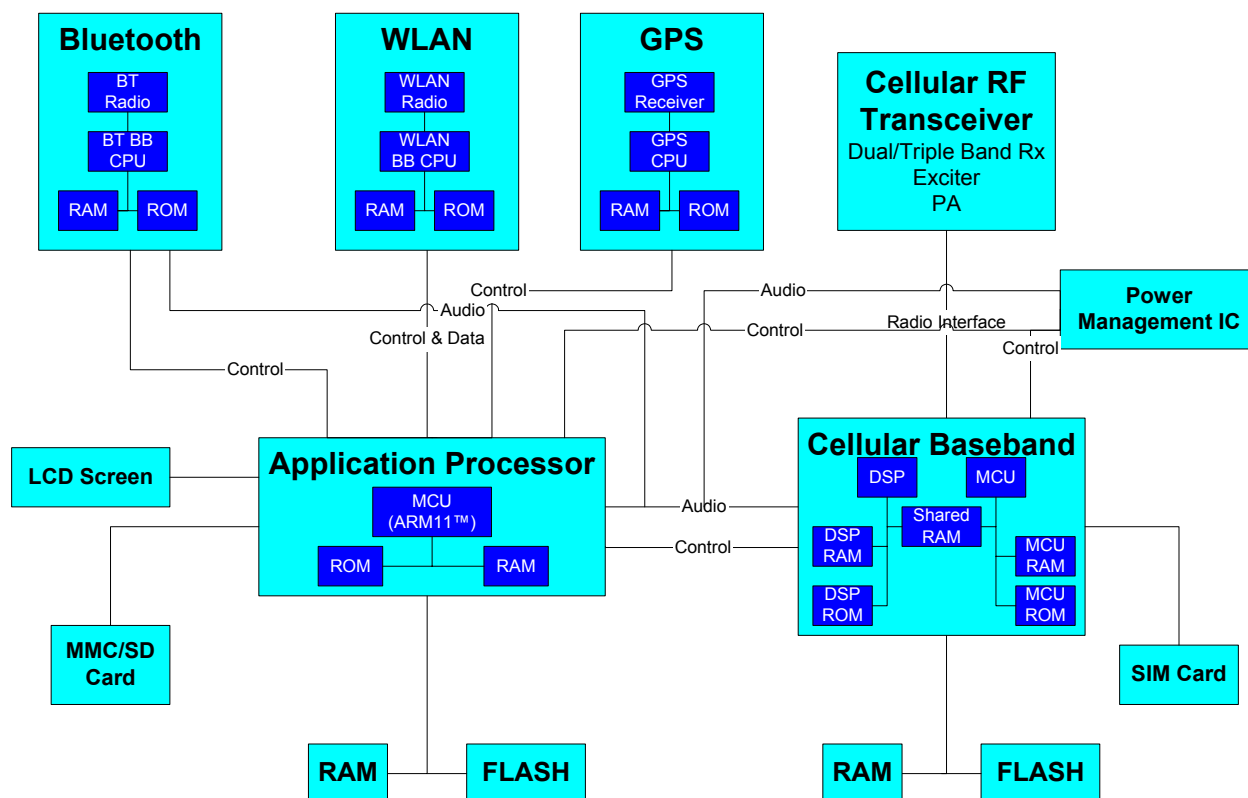 Bluetooth
BT
Radio
BT BB
CPU
RAM
ROM
WLAN
WLAN
Radio
WLAN
BB CPU
RAM
ROM
GPS
GPS
Receiver
GPS
CPU
RAM
ROM
Cellular RF
Transceiver
Dual/Triple Band Rx
Exciter
PA
Power
Management IC
Control
Audio
Audio
Control & Data
Control
Radio Interface
Control
Control
LCD Screen
Application Processor
MCU
(ARM11™)
ROM
RAM
Audio
Control
Cellular Baseband
DSP
MCU
Shared
RAM
DSP
RAM
MCU
RAM
DSP
ROM
MCU
ROM
MMC/SD
Card
SIM Card
RAM
FLASH
RAM
FLASH